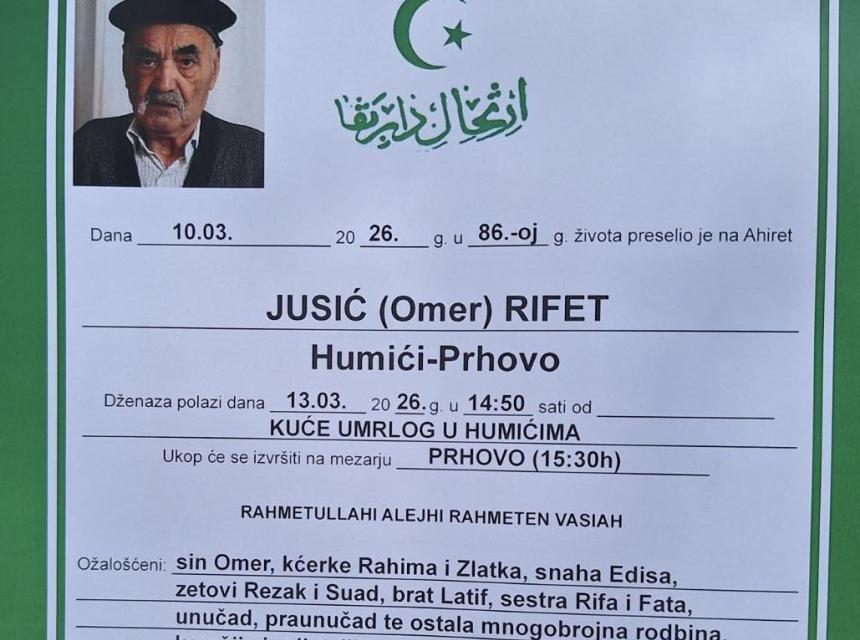 Dana 10.03. 20 26. g. u 86.-oj g. života preselio je na Ahiret
JUSIĆ (Omer) RIFET
Humići-Prhovo
Dženaza polazi dana 13.03. 20 26. g. u 14:50 sati od
KUĆE UMRLOG U HUMIĆIMA
Ukop će se izvršiti na mezarju PRHOVO (15:30h)
RAHMETULLAHI ALEJHI RAHMETEN VASIAH
Ožalošćeni: sin Omer, kćerke Rahima i Zlatka, snaha Edisa,
zetovi Rezak i Suad, brat Latif, sestra Rifa i Fata,
unučad, praunučad te ostala mnogobrojna rodbina,